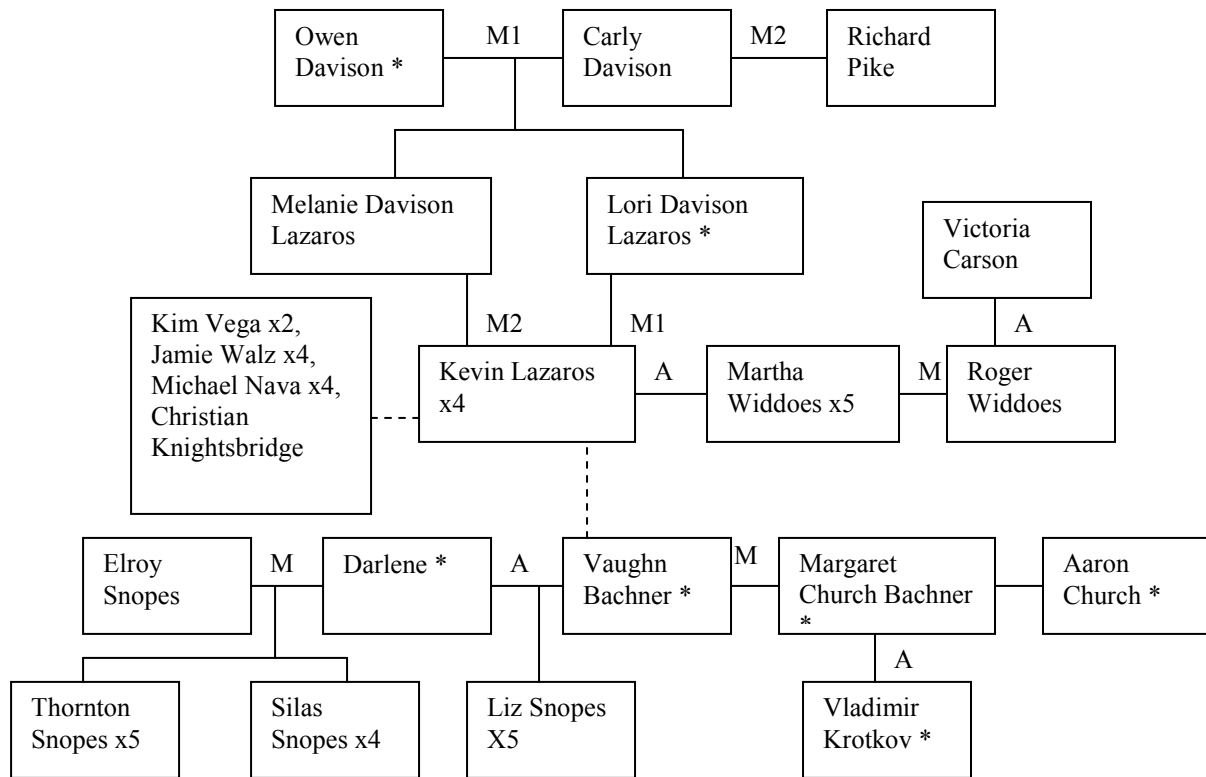 Owen
Davison *
M1
Carly
Davison
M2
Richard
Pike
Melanie Davison
Lazaros
Lori Davison
Lazaros *
Victoria
Carson
Kim Vega x2,
Jamie Walz x4,
Michael Nava x4,
Christian
Knightsbridge
M2
M1
A
Kevin Lazaros
x4
A
Martha
Widdoes x5
M
Roger
Widdoes
Elroy
Snopes
M
Darlene *
A
Vaughn
Bachner *
M
Margaret
Church Bachner
*
Aaron
Church *
A
Thornton
Snopes x5
Silas
Snopes x4
Liz Snopes
X5
Vladimir
Krotkov *